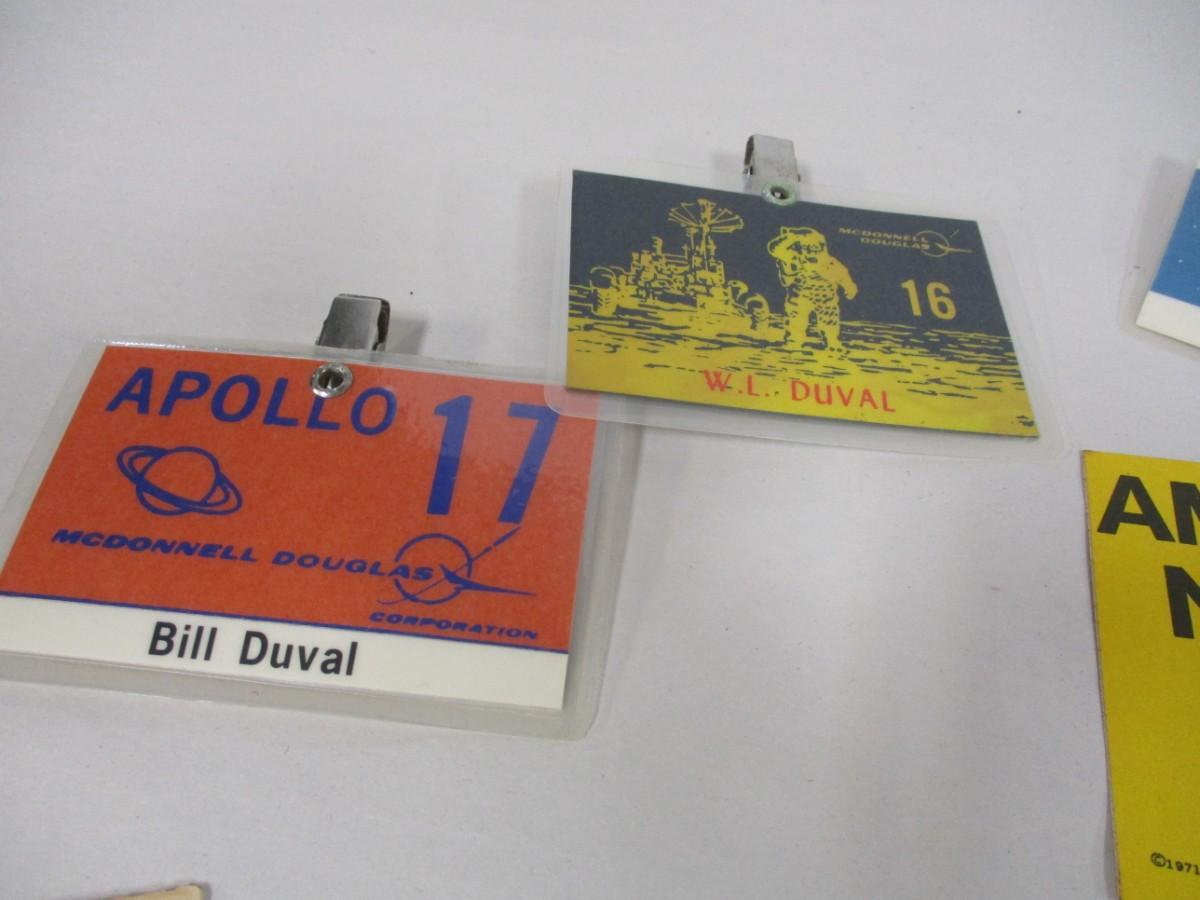 APOLLO 17
MCDONNELL DOUGLAS
CORPORATION
Bill Duval
MCDONNELL
DOUGLAS
16
W.L. DUVAL
AM
N
©1971